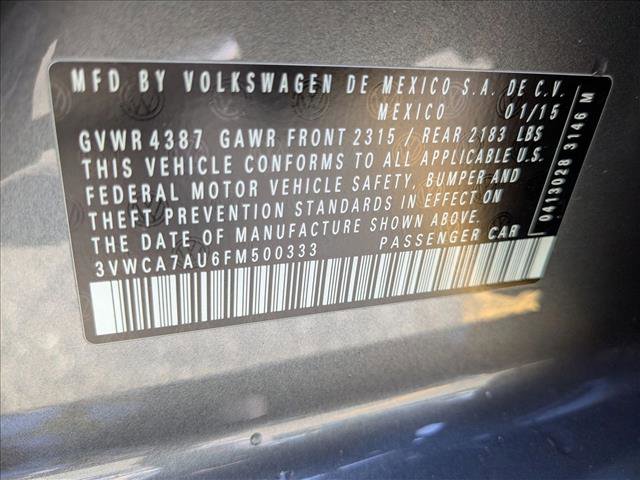 MFD BY VOLKSWAGEN DE MEXICO S.A. DE C.V.
MEXICO 01/15
GVWR 4387 GAWR FRONT 2315 / REAR 2183 LBS
THIS VEHICLE CONFORMS TO ALL APPLICABLE U.S.
FEDERAL MOTOR VEHICLE SAFETY, BUMPER AND
THEFT PREVENTION STANDARDS IN EFFECT ON
THE DATE OF MANUFACTURE SHOWN ABOVE.
3VWCA7AU6FM500333 PASSENGER CAR
0413028 3146 M